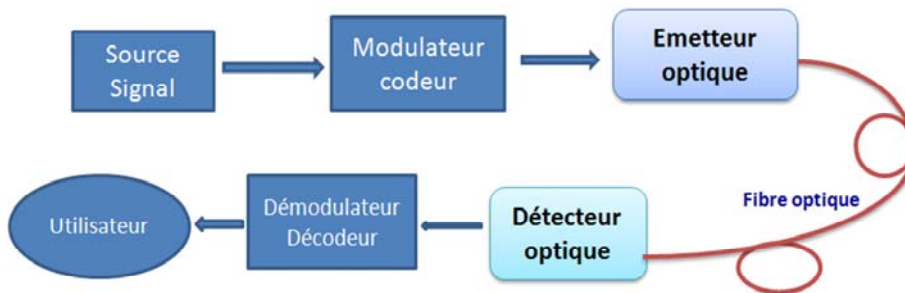 Source
Signal
Modulateur
codeur
Emetteur
optique
Fibre optique
Détecteur
optique
Démodulateur
Décodeur
Utilisateur